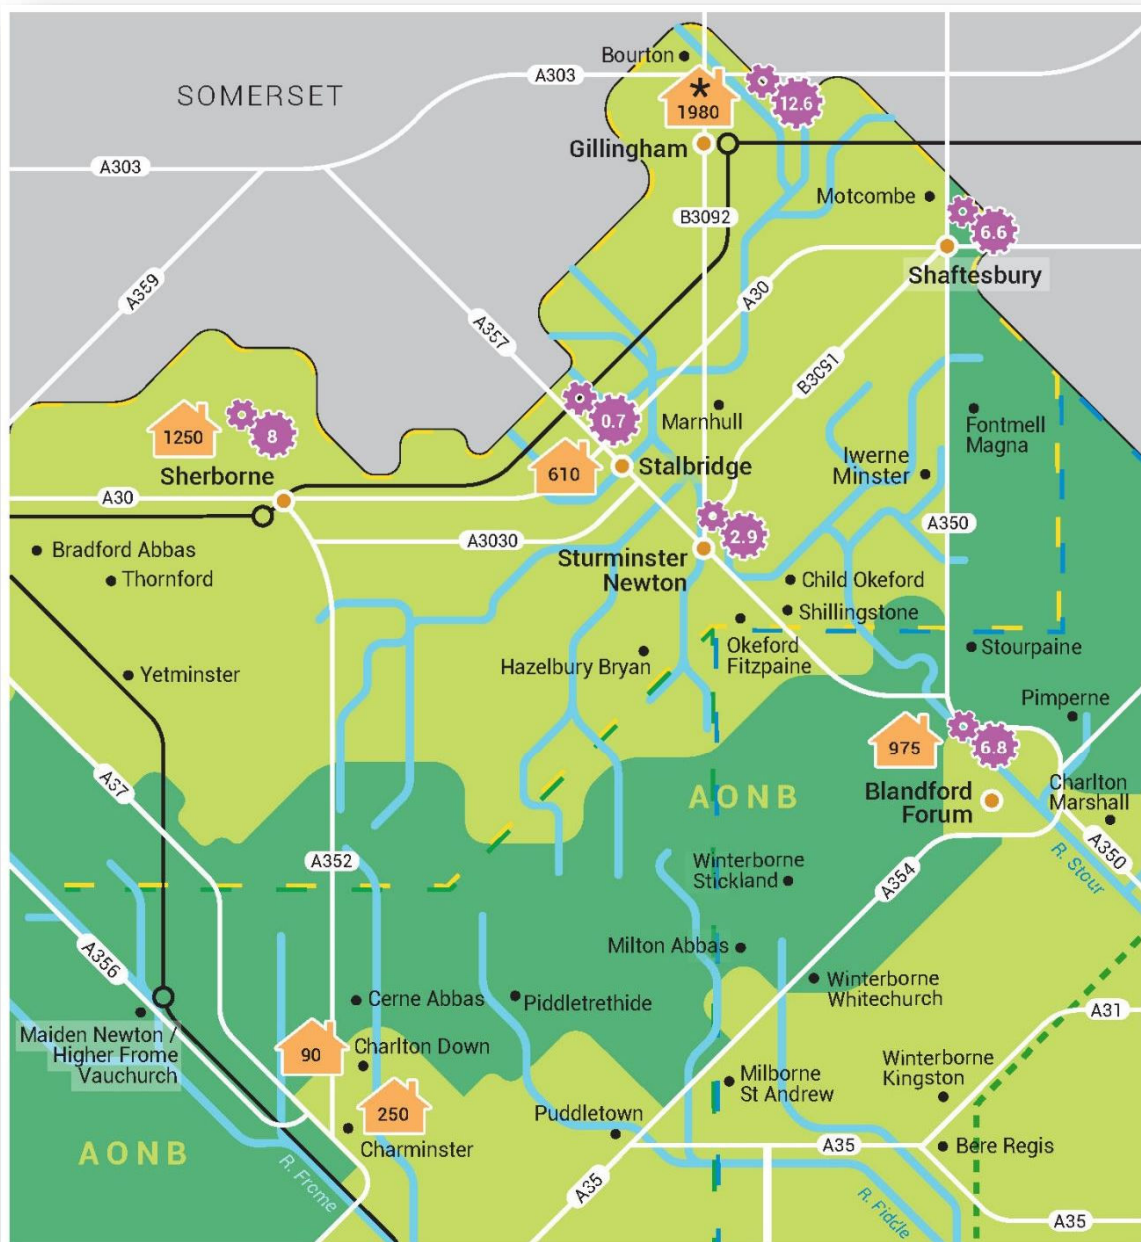 Bourton
A303
SOMERSET
*
1980
12.6
Gillingham
A303
Motcombe
B3092
6.6
Shaftesbury
A359
A30
A357
B3C91
0.7
Marnhull
Fontmell
Magna
1250
8
Sherborne
610
Stalbridge
Iwerne
Minster
A30
A350
A3030
2.9
Bradford Abbas
Thornford
Sturminster
Newton
Child Okeford
Shillingstone
Okeford
Fitzpaine
Hazelbury Bryan
Stourpaine
Yetminster
Pimperne
975
6.8
A37
AONB
Blandford
Forum
Charlton
Marshall
A352
Winterborne
Stickland
A354
A350
R. Stour
A356
Milton Abbas
Cerne Abbas
Piddletrethide
Winterborne
Whitechurch
A31
Maiden Newton /
Higher Frome
Vauchurch
90
Charlton Down
Winterborne
Kingston
Milborne
St Andrew
250
Puddletown
Charminster
AONB
A35
Bere Regis
R. Frome
A35
R. Fidcle
A35